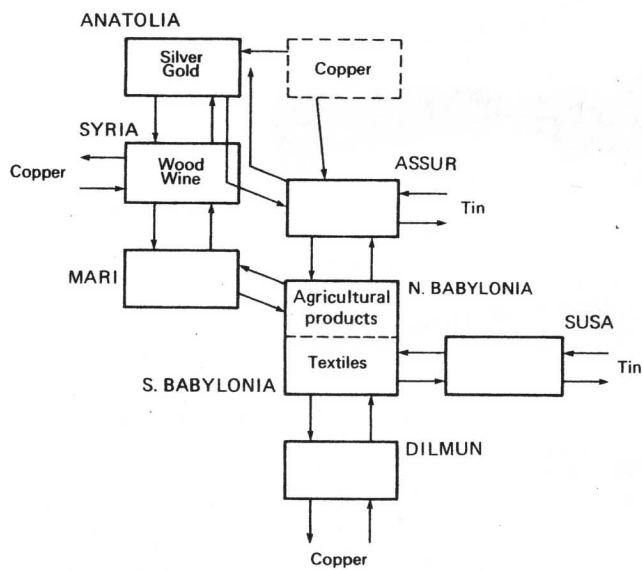 ANATOLIA
Silver
Gold
Copper
SYRIA
Wood
Wine
Copper
ASSUR
Tin
MARI
Agricultural
products
N. BABYLONIA
SUSA
Textiles
Tin
S. BABYLONIA
DILMUN
Copper